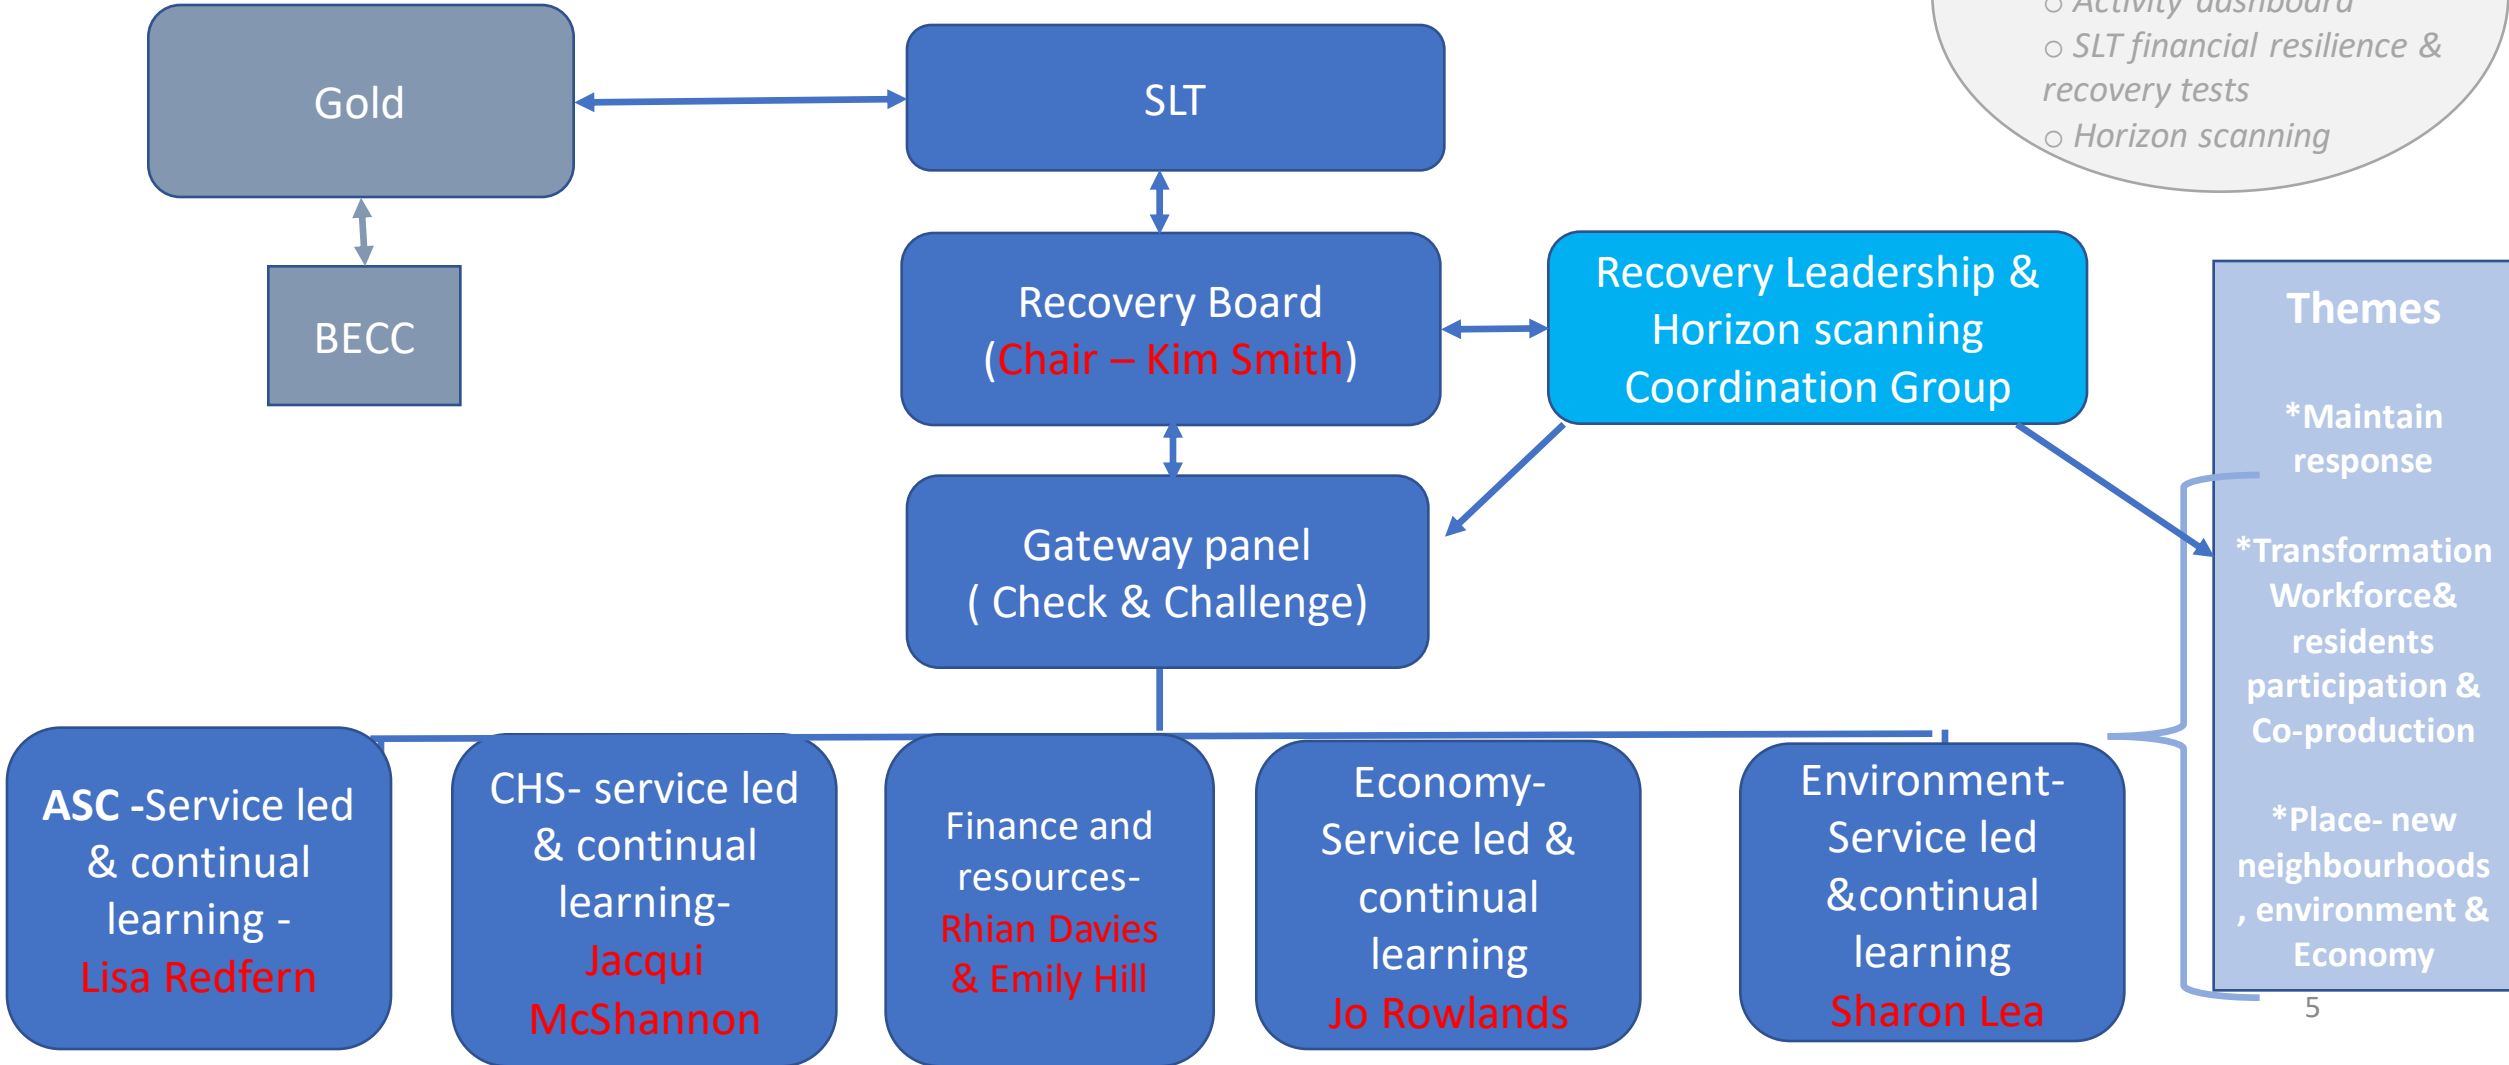 o Activity dashboard
o SLT financial resilience &
recovery tests
o Horizon scanning
Gold
SLT
BECC
Recovery Board
(Chair – Kim Smith)
Recovery Leadership &
Horizon scanning
Coordination Group
Gateway panel
( Check & Challenge)
Themes
*Maintain
response
*Transformation
Workforce&
residents
participation &
Co-production
*Place- new
neighbourhoods
, environment &
Economy
ASC -Service led
& continual
learning -
Lisa Redfern
CHS- service led
& continual
learning-
Jacqui
McShannon
Finance and
resources-
Rhian Davies
& Emily Hill
Economy-
Service led &
continual
learning
Jo Rowlands
Environment-
Service led
&continual
learning
Sharon Lea
5